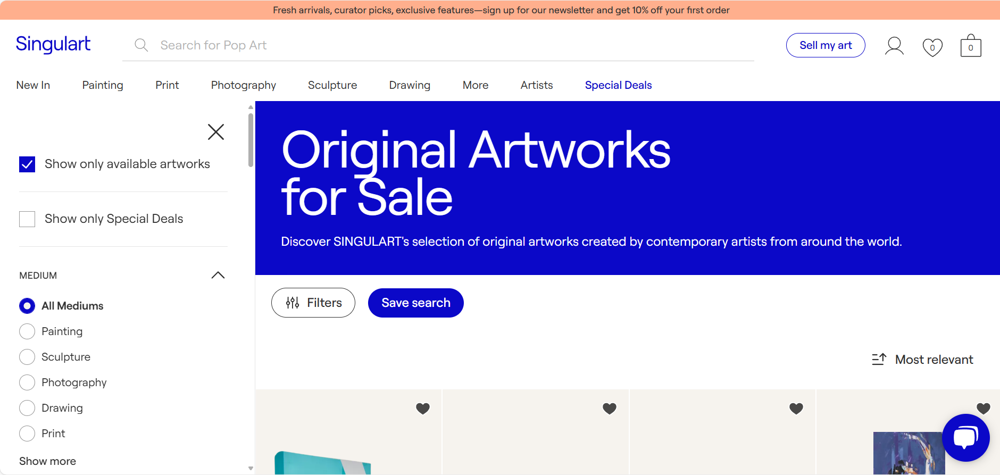 Fresh arrivals, curator picks, exclusive features—sign up for our newsletter and get 10% off your first order
Singulart
Search for Pop Art
Sell my art
0
0
New In
Painting
Print
Photography
Sculpture
Drawing
More
Artists
Special Deals
Show only available artworks
Show only Special Deals
MEDIUM
All Mediums
Painting
Sculpture
Photography
Drawing
Print
Show more
Original Artworks
for Sale
Discover SINGULART's selection of original artworks created by contemporary artists from around the world.
Filters
Save search
Most relevant